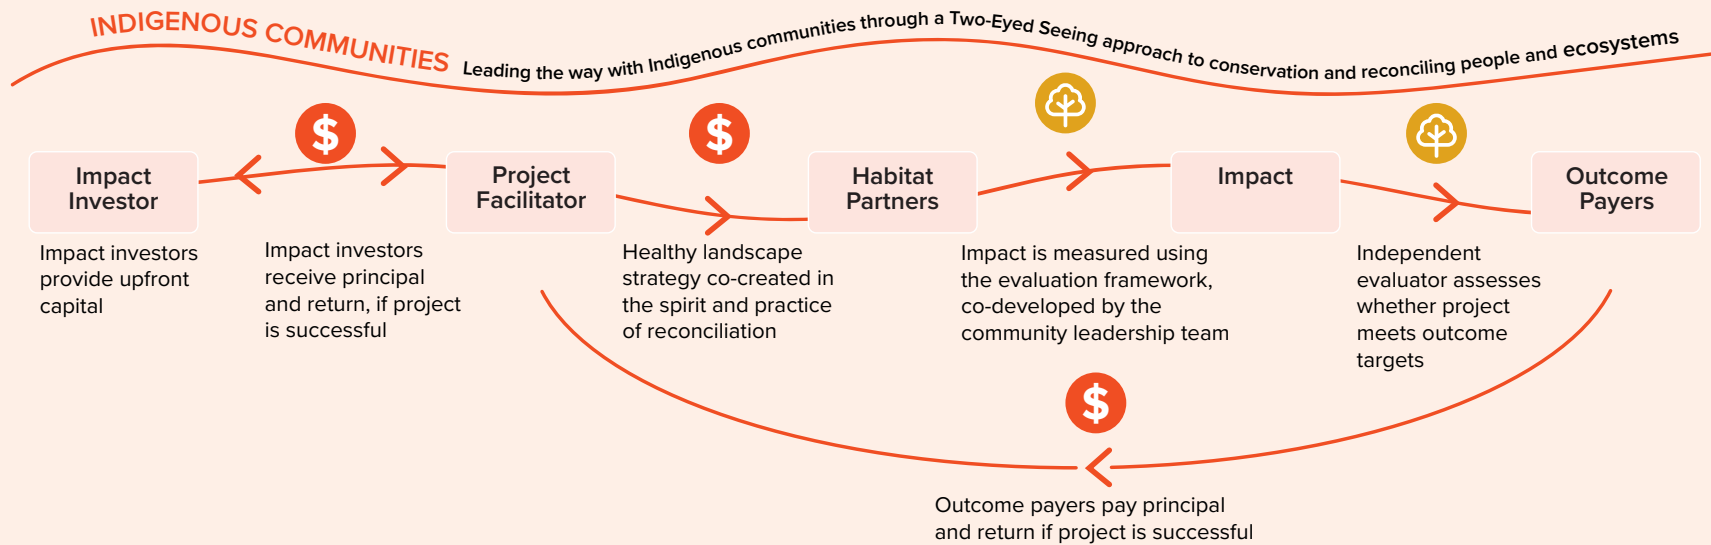 INDIGENOUS COMMUNITIES Leading the way with Indigenous communities through a Two-Eyed Seeing approach to conservation and reconciling people and ecosystems
$
$
Impact
Investor
Project
Facilitator
Habitat
Partners
Impact
Outcome
Payers
Impact investors
provide upfront
capital
Impact investors
receive principal
and return, if project
is successful
Healthy landscape
strategy co-created in
the spirit and practice
of reconciliation
Impact is measured using
the evaluation framework,
co-developed by the
community leadership team
Independent
evaluator assesses
whether project
meets outcome
targets
$
Outcome payers pay principal
and return if project is successful